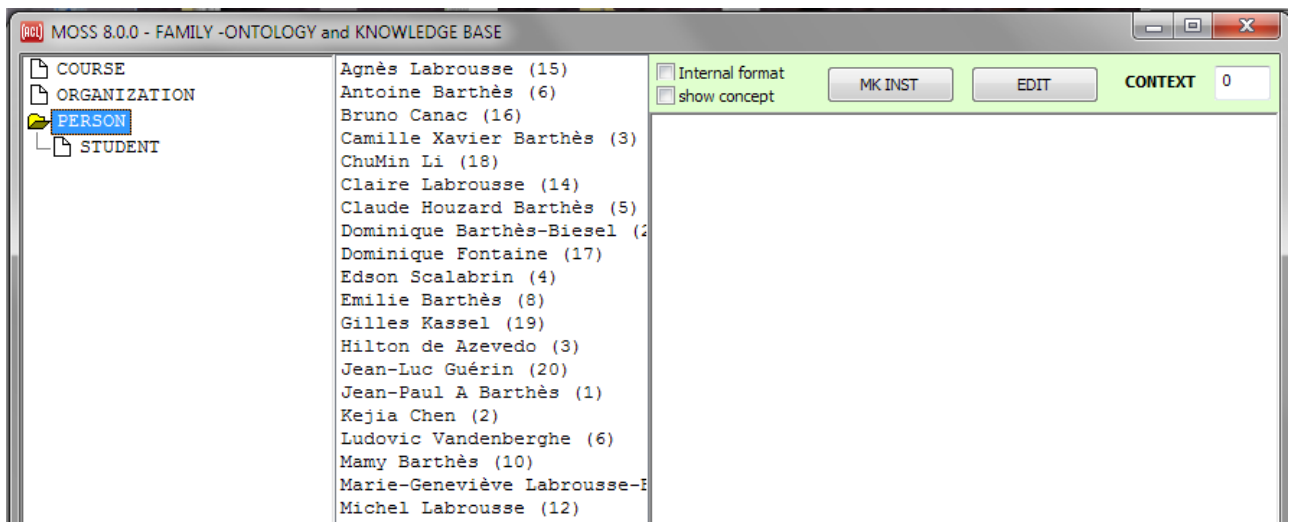 MOSS 8.0.0 - FAMILY -ONTOLOGY and KNOWLEDGE BASE
COURSE
ORGANIZATION
PERSON
STUDENT
Agnès Labrousse (15)
Antoine Barthès (6)
Bruno Canac (16)
Camille Xavier Barthès (3)
ChuMin Li (18)
Claire Labrousse (14)
Claude Houzard Barthès (5)
Dominique Barthès-Biesel (2
Dominique Fontaine (17)
Edson Scalabrin (4)
Emilie Barthès (8)
Gilles Kassel (19)
Hilton de Azevedo (3)
Jean-Luc Guérin (20)
Jean-Paul A Barthès (1)
Kejia Chen (2)
Ludovic Vandenberghe (6)
Mamy Barthès (10)
Marie-Geneviève Labrousse-
Michel Labrousse (12)
Internal format
show concept
MK INST
EDIT
CONTEXT
0
ACL